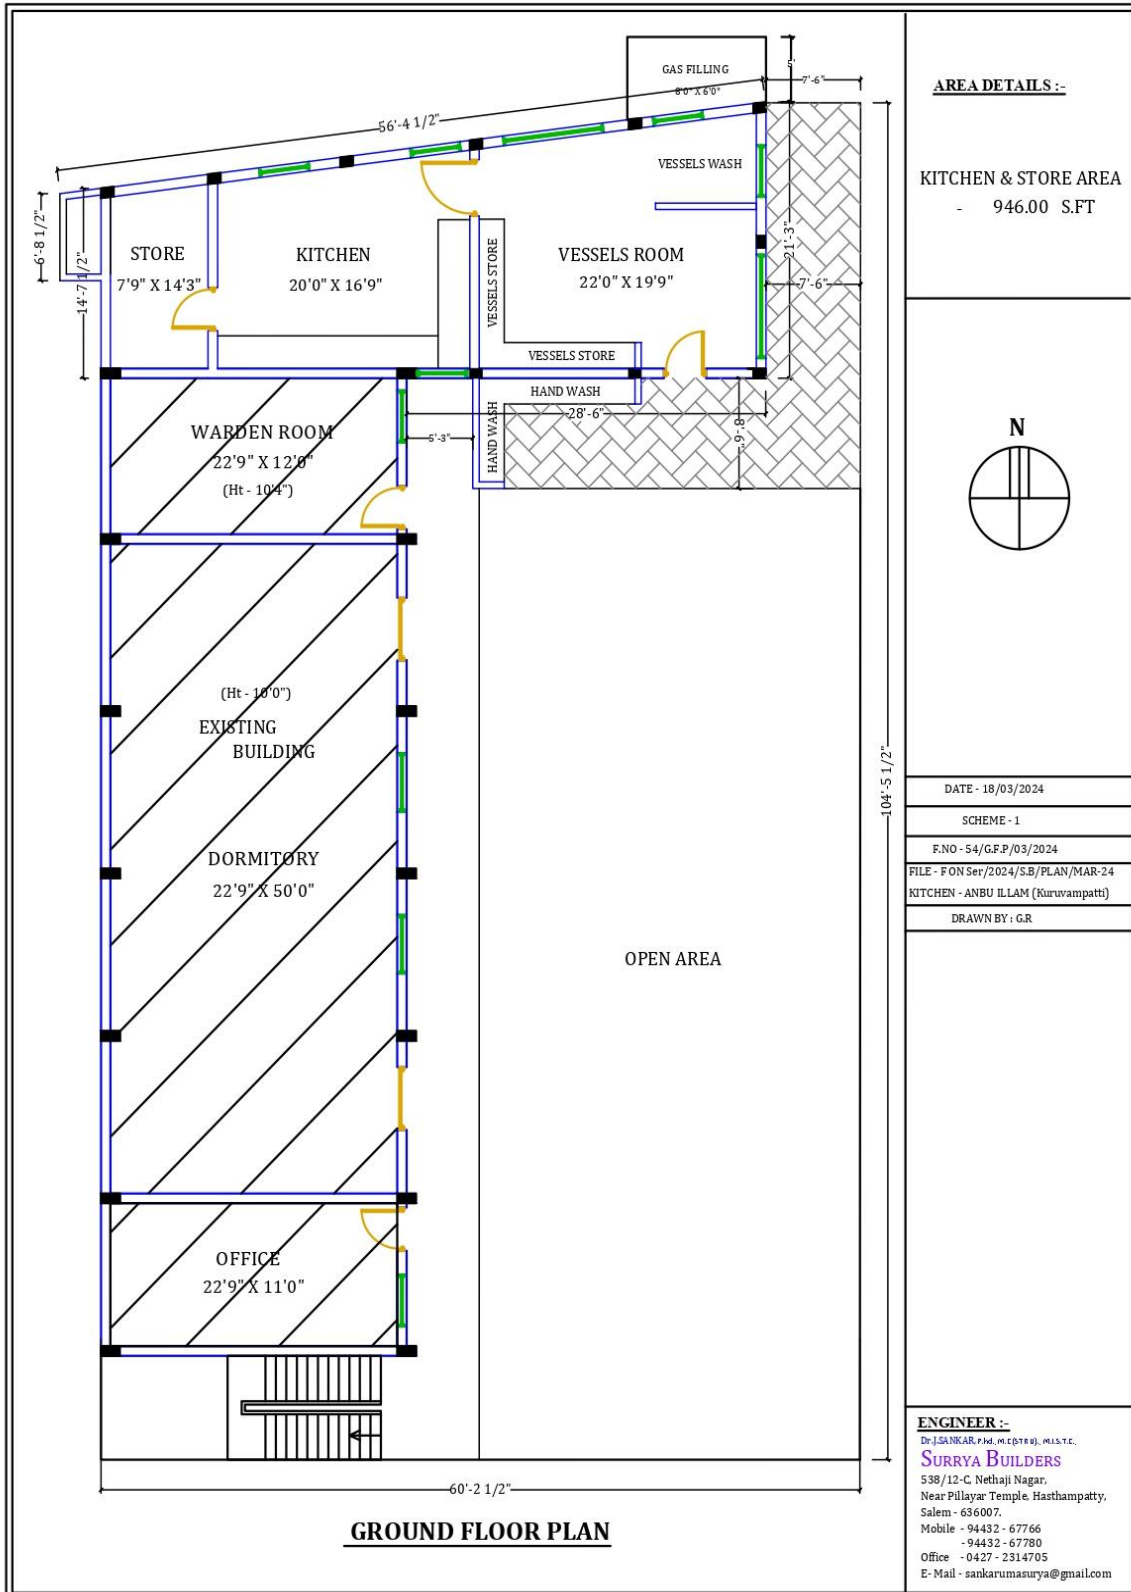 GAS FILLING
8'0" X 6'0"
5'
7'-6"
56'-4 1/2"
VESSELS WASH
6'-8 1/2"
14'-7 1/2"
STORE
7'9" X 14'3"
KITCHEN
20'0" X 16'9"
VESSELS STORE
VESSELS ROOM
22'0" X 19'9"
21'-3"
7'-6"
VESSELS STORE
HAND WASH
28'-6"
HAND WASH
5'-3"
8'-6"
WARDEN ROOM
22'9" X 12'0"
(Ht - 10'4")
(Ht - 10'0")
EXISTING
BUILDING
DORMITORY
22'9" X 50'0"
OPEN AREA
104'-5 1/2"
OFFICE
22'9" X 11'0"
60'-2 1/2"
GROUND FLOOR PLAN
AREA DETAILS :-
KITCHEN & STORE AREA
- 946.00 S.FT
N
DATE - 18/03/2024
SCHEME - 1
F.NO - 54/G.F.P/03/2024
FILE - F ON Ser/2024/S.B/PLAN/MAR-24
KITCHEN - ANBU ILLAM (Kuruvampatti)
DRAWN BY : G.R
ENGINEER :-
Dr.J.SANKAR, P.hd., M.E(STRU)., M.I.S.T.E.,
SURRYA BUILDERS
538/12-C, Nethaji Nagar,
Near Pillayar Temple, Hasthampatty,
Salem - 636007.
Mobile - 94432 - 67766
- 94432 - 67780
Office - 0427 - 2314705
E- Mail - sankarumasurya@gmail.com